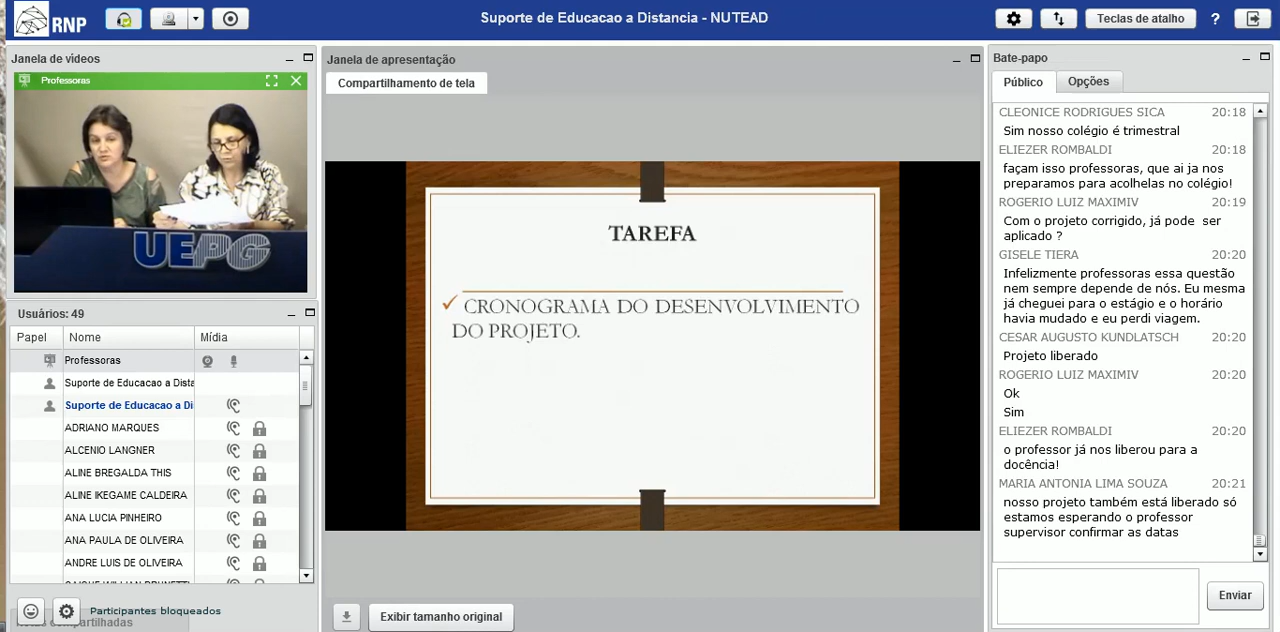 RNP
Suporte de Educacao a Distancia - NUTEAD
Teclas de atalho
?
Janela de vídeos
Professoras
UEPG
Usuários: 49
Papel Nome Mídia
Professoras
Suporte de Educacao a Dista
Suporte de Educacao a Di
ADRIANO MARQUES
ALCENIO LANGNER
ALINE BREGALDA THIS
ALINE IKEGAME CALDEIRA
ANA LUCIA PINHEIRO
ANA PAULA DE OLIVEIRA
ANDRE LUIS DE OLIVEIRA
Participantes bloqueados
Notas compartilhadas
Janela de apresentação
Compartilhamento de tela
TAREFA
✓ CRONOGRAMA DO DESENVOLVIMENTO
DO PROJETO.
Exibir tamanho original
Bate-papo
Público Opções
CLEONICE RODRIGUES SICA 20:18
Sim nosso colégio é trimestral
ELIEZER ROMBALDI 20:18
façam isso professoras, que ai ja nos
preparamos para acolhelas no colégio!
ROGERIO LUIZ MAXIMIV 20:19
Com o projeto corrigido, já pode ser
aplicado ?
GISELE TIERA 20:20
Infelizmente professoras essa questão
nem sempre depende de nós. Eu mesma
já cheguei para o estágio e o horário
havia mudado e eu perdi viagem.
CESAR AUGUSTO KUNDLATSCH 20:20
Projeto liberado
ROGERIO LUIZ MAXIMIV 20:20
Ok
Sim
ELIEZER ROMBALDI 20:20
o professor já nos liberou para a
docência!
MARIA ANTONIA LIMA SOUZA 20:21
nosso projeto também está liberado só
estamos esperando o professor
supervisor confirmar as datas
Enviar